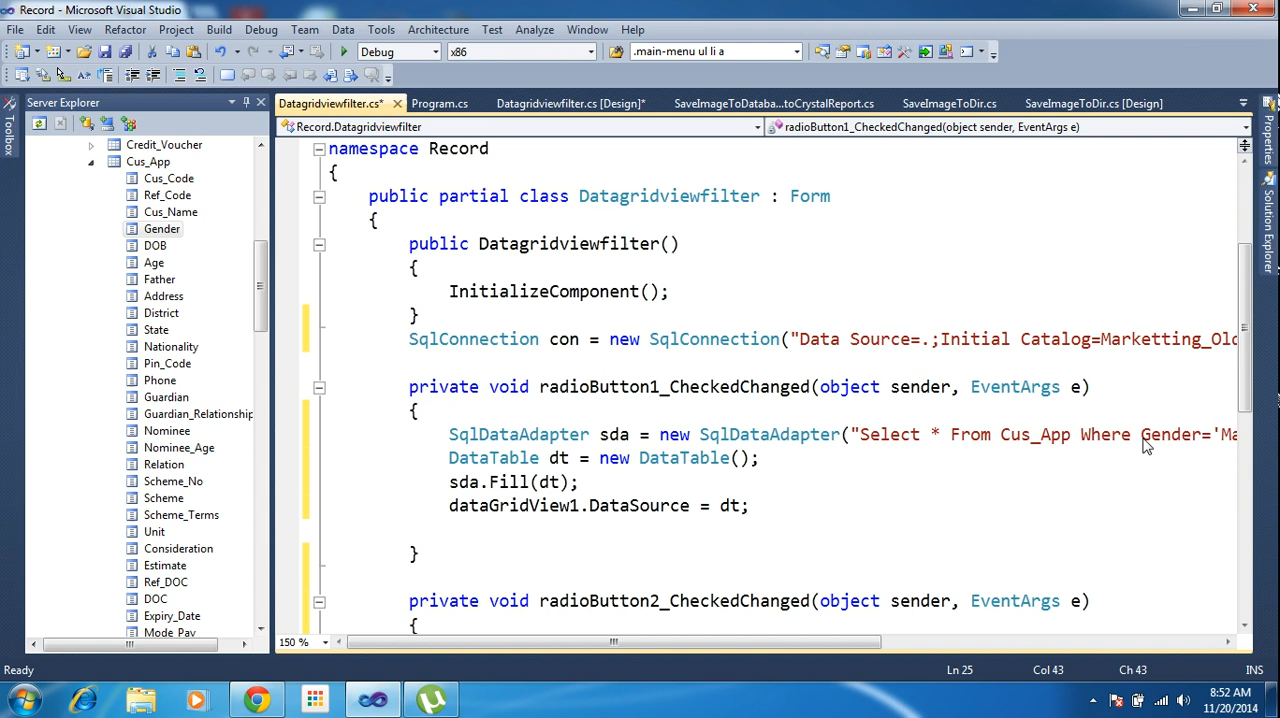 Record - Microsoft Visual Studio
File Edit View Refactor Project Build Debug Team Data Tools Architecture Test Analyze Window Help
Debug x86 .main-menu ul li a
Server Explorer
Datagridviewfilter.cs* Program.cs Datagridviewfilter.cs [Design]* SaveImageToDataba...toCrystalReport.cs SaveImageToDir.cs SaveImageToDir.cs [Design]
Record.Datagridviewfilter radioButton1_CheckedChanged(object sender, EventArgs e)
Toolbox
Credit_Voucher
Cus_App
Cus_Code
Ref_Code
Cus_Name
Gender
DOB
Age
Father
Address
District
State
Nationality
Pin_Code
Phone
Guardian
Guardian_Relationship
Nominee
Nominee_Age
Relation
Scheme_No
Scheme
Scheme_Terms
Unit
Consideration
Estimate
Ref_DOC
DOC
Expiry_Date
Mode_Pay
namespace Record
{
public partial class Datagridviewfilter : Form
{
public Datagridviewfilter()
{
InitializeComponent();
}
SqlConnection con = new SqlConnection("Data Source=.;Initial Catalog=Marketting_Old
private void radioButton1_CheckedChanged(object sender, EventArgs e)
{
SqlDataAdapter sda = new SqlDataAdapter("Select * From Cus_App Where Gender='Ma
DataTable dt = new DataTable();
sda.Fill(dt);
dataGridView1.DataSource = dt;
}
private void radioButton2_CheckedChanged(object sender, EventArgs e)
{
150 %
Properties
Solution Explorer
Ready Ln 25 Col 43 Ch 43 INS
8:52 AM
11/20/2014